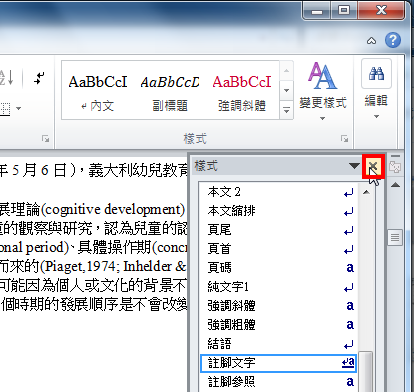 AaBbCcI AaBbCcD AaBbCcI
↵ 內文 副標題 強調斜體 變更樣式 編輯
樣式
年 5 月 6 日)，義大利幼兒教育
樣式
展理論(cognitive development)
的觀察與研究，認為兒童的認
onal period)、具體操作期(conc
而來的(Piaget,1974; Inhelder &
可能因為個人或文化的背景不
個時期的發展順序是不會改變
本文 2
本文縮排
頁尾
頁首
頁碼 a
純文字1
強調斜體 a
強調粗體 a
結語
註腳文字 a
註腳參照 a